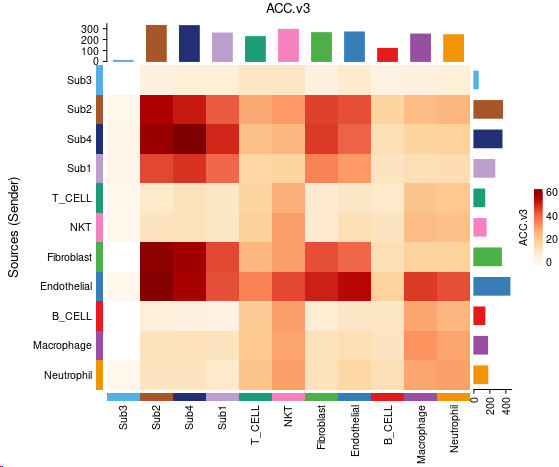 ACC.v3
300
200
100
0
Sub3
Sub2
Sub4
Sub1
T_CELL
NKT
Fibroblast
Endothelial
B_CELL
Macrophage
Neutrophil
Sources (Sender)
ACC.v3
60
40
20
0
0
200
400
Sub3
Sub2
Sub4
Sub1
T_CELL
NKT
Fibroblast
Endothelial
B_CELL
Macrophage
Neutrophil